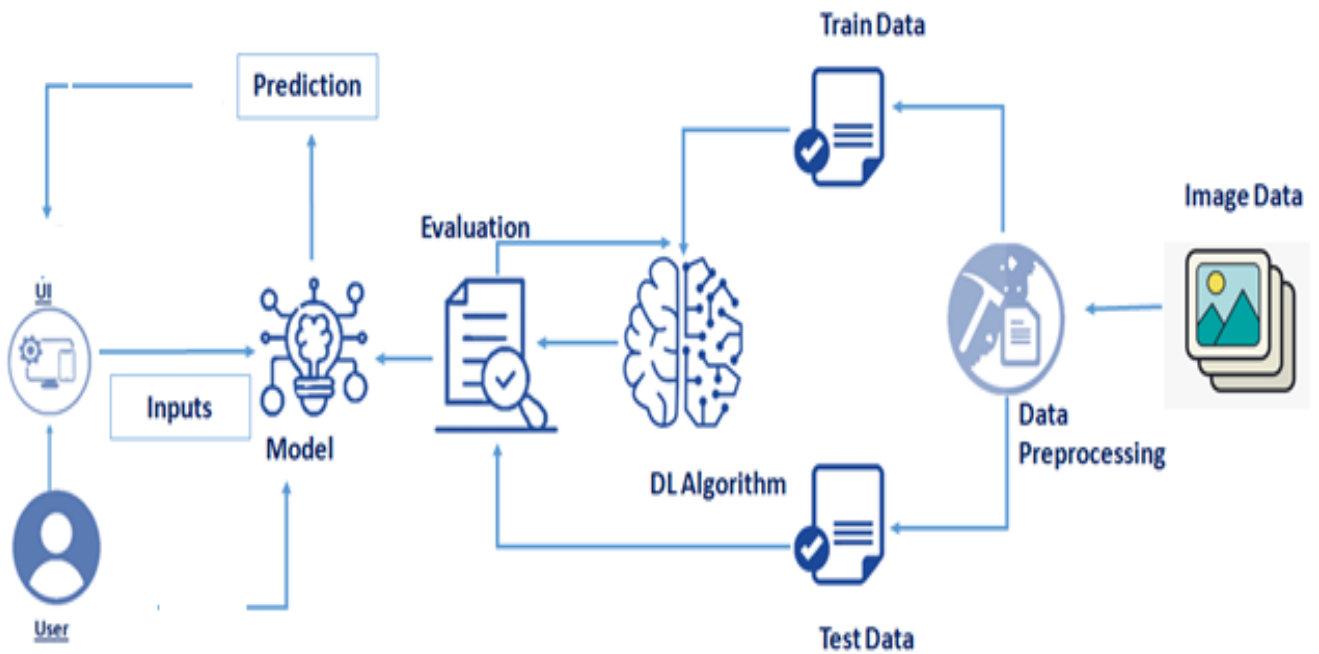 Train Data
Prediction
Image Data
Evaluation
UI
Inputs
Model
Data
Preprocessing
DL Algorithm
User
Test Data